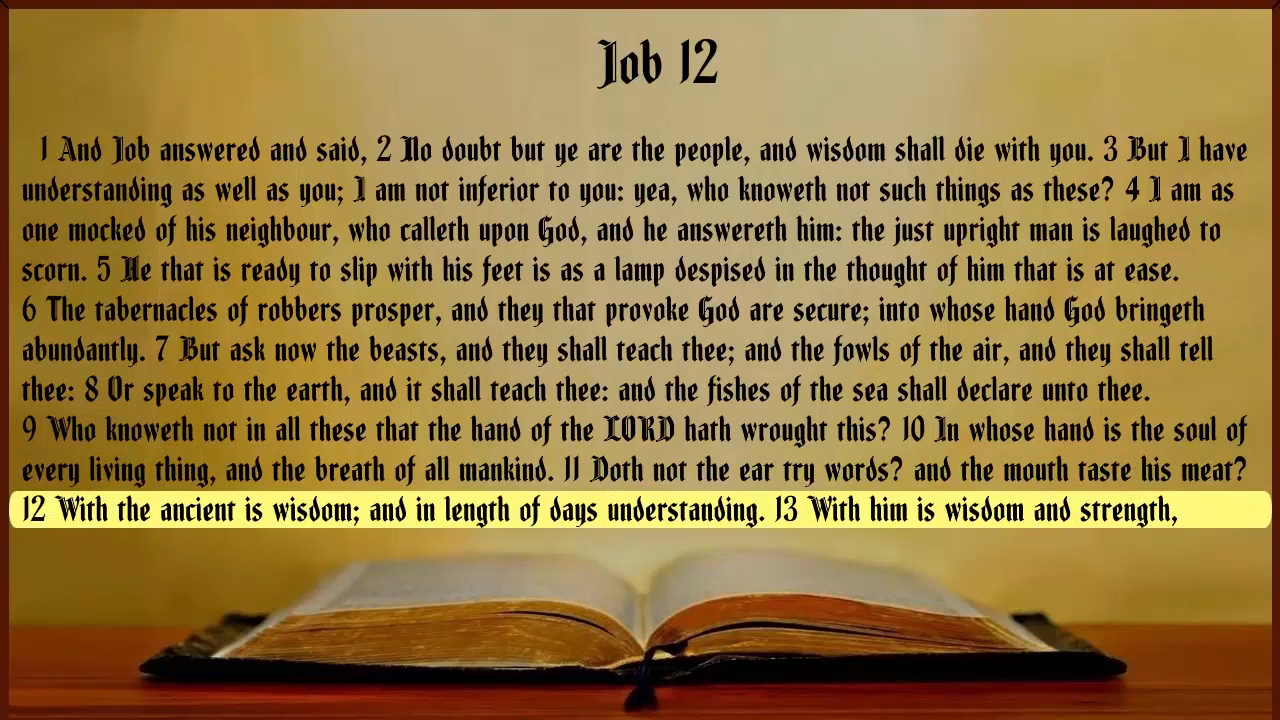 Job 12
1 And Job answered and said, 2 No doubt but ye are the people, and wisdom shall die with you. 3 But I have
understanding as well as you; I am not inferior to you: yea, who knoweth not such things as these? 4 I am as
one mocked of his neighbour, who calleth upon God, and he answereth him: the just upright man is laughed to
scorn. 5 He that is ready to slip with his feet is as a lamp despised in the thought of him that is at ease.
6 The tabernacles of robbers prosper, and they that provoke God are secure; into whose hand God bringeth
abundantly. 7 But ask now the beasts, and they shall teach thee; and the fowls of the air, and they shall tell
thee: 8 Or speak to the earth, and it shall teach thee: and the fishes of the sea shall declare unto thee.
9 Who knoweth not in all these that the hand of the LORD hath wrought this? 10 In whose hand is the soul of
every living thing, and the breath of all mankind. 11 Doth not the ear try words? and the mouth taste his meat?
12 With the ancient is wisdom; and in length of days understanding. 13 With him is wisdom and strength,